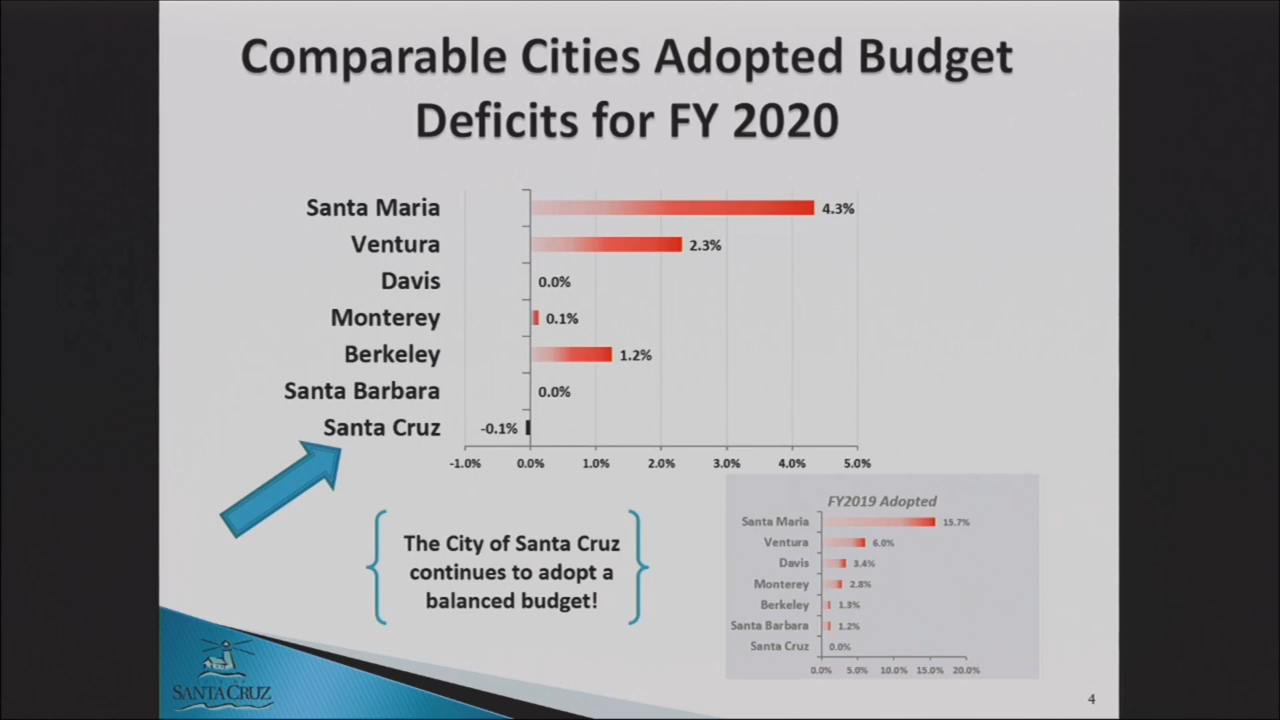 Comparable Cities Adopted Budget
Deficits for FY 2020
Santa Maria 4.3%
Ventura 2.3%
Davis 0.0%
Monterey 0.1%
Berkeley 1.2%
Santa Barbara 0.0%
Santa Cruz -0.1%
-1.0% 0.0% 1.0% 2.0% 3.0% 4.0% 5.0%
The City of Santa Cruz
continues to adopt a
balanced budget!
FY2019 Adopted
Santa Maria 15.7%
Ventura 6.0%
Davis 3.4%
Monterey 2.8%
Berkeley 1.3%
Santa Barbara 1.2%
Santa Cruz 0.0%
0.0% 5.0% 10.0% 15.0% 20.0%
SANTA CRUZ
4